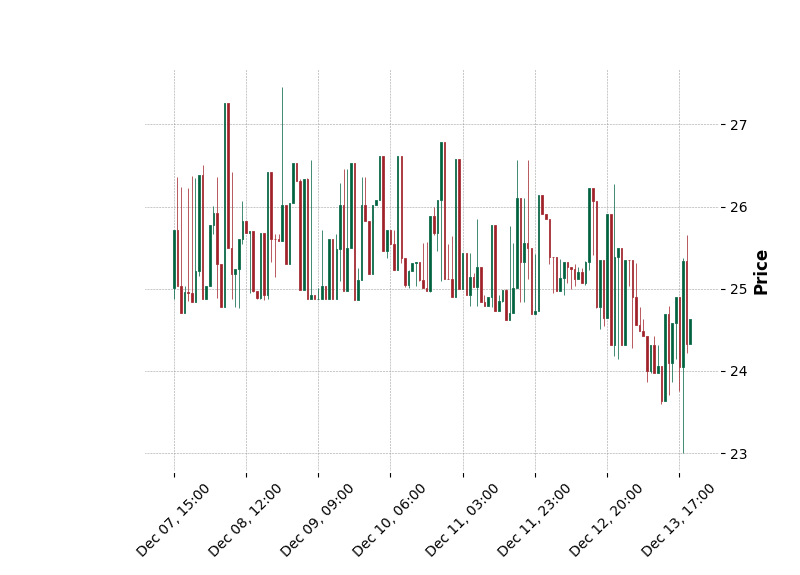 27
26
25
24
23
Price
Dec 07, 15:00
Dec 08, 12:00
Dec 09, 09:00
Dec 10, 06:00
Dec 11, 03:00
Dec 11, 23:00
Dec 12, 20:00
Dec 13, 17:00